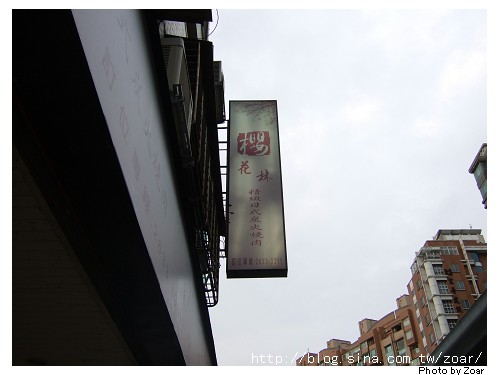 櫻
花 林
精緻日式炭火燒肉
http://blog.sina.com.tw/zoar/
Photo by Zoar